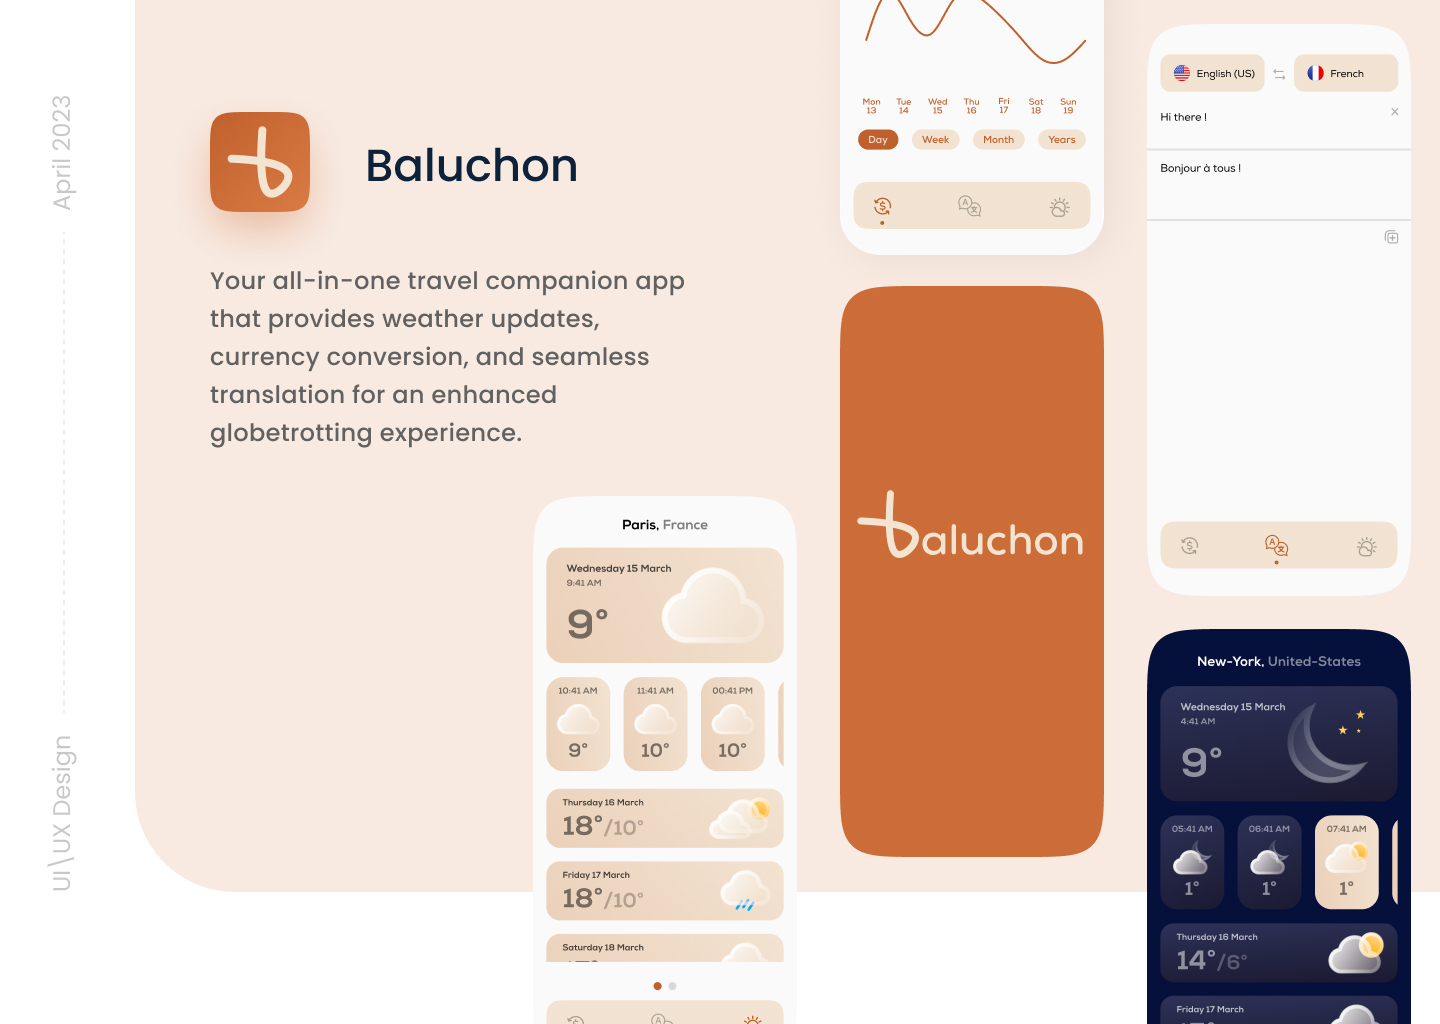 April 2023
UI\UX Design
Baluchon
Your all-in-one travel companion app
that provides weather updates,
currency conversion, and seamless
translation for an enhanced
globetrotting experience.
Mon Tue Wed Thu Fri Sat Sun
13 14 15 16 17 18 19
Day Week Month Years
baluchon
English (US) French
Hi there !
Bonjour à tous !
Paris, France
Wednesday 15 March
9:41 AM
9°
10:41 AM 11:41 AM 00:41 PM
9° 10° 10°
Thursday 16 March
18°/10°
Friday 17 March
18°/10°
Saturday 18 March
New-York, United-States
Wednesday 15 March
4:41 AM
9°
05:41 AM 06:41 AM 07:41 AM
1° 1° 1°
Thursday 16 March
14°/6°
Friday 17 March